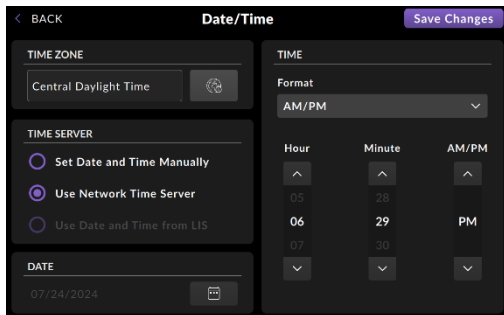 BACK
Date/Time
Save Changes
TIME ZONE
Central Daylight Time
TIME SERVER
Set Date and Time Manually
Use Network Time Server
Use Date and Time from LIS
DATE
07/24/2024
TIME
Format
AM/PM
Hour Minute AM/PM
05 28
06 29 PM
07 30